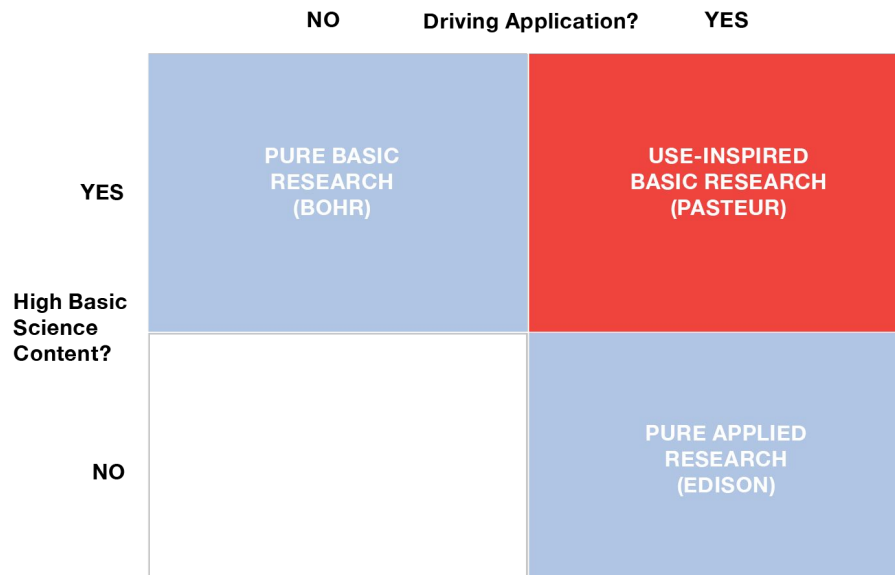 NO Driving Application? YES
PURE BASIC
RESEARCH
(BOHR)
USE-INSPIRED
BASIC RESEARCH
(PASTEUR)
YES
High Basic
Science
Content?
NO
PURE APPLIED
RESEARCH
(EDISON)